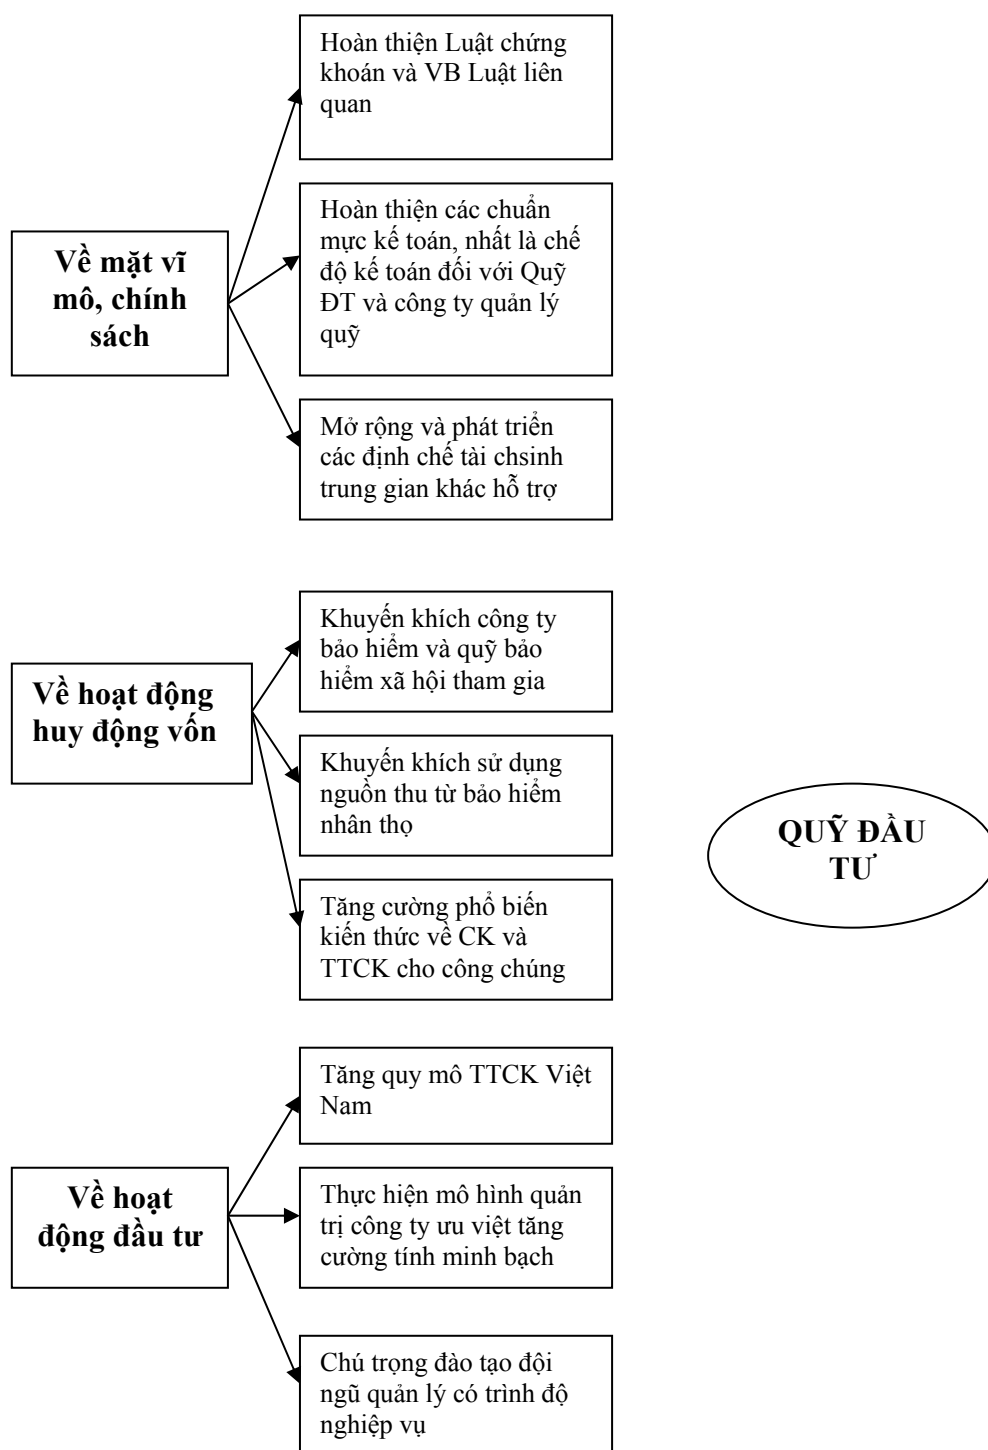 Hoàn thiện Luật chứng
khoán và VB Luật liên
quan
Về mặt vĩ
mô, chính
sách
Hoàn thiện các chuẩn
mực kế toán, nhất là chế
độ kế toán đối với Quỹ
ĐT và công ty quản lý
quỹ
Mở rộng và phát triển
các định chế tài chsinh
trung gian khác hỗ trợ
Về hoạt động
huy động vốn
Khuyến khích công ty
bảo hiểm và quỹ bảo
hiểm xã hội tham gia
Khuyến khích sử dụng
nguồn thu từ bảo hiểm
nhân thọ
Tăng cường phổ biến
kiến thức về CK và
TTCK cho công chúng
QUỸ ĐẦU
TƯ
Về hoạt
động đầu tư
Tăng quy mô TTCK Việt
Nam
Thực hiện mô hình quản
trị công ty ưu việt tăng
cường tính minh bạch
Chú trọng đào tạo đội
ngũ quản lý có trình độ
nghiệp vụ